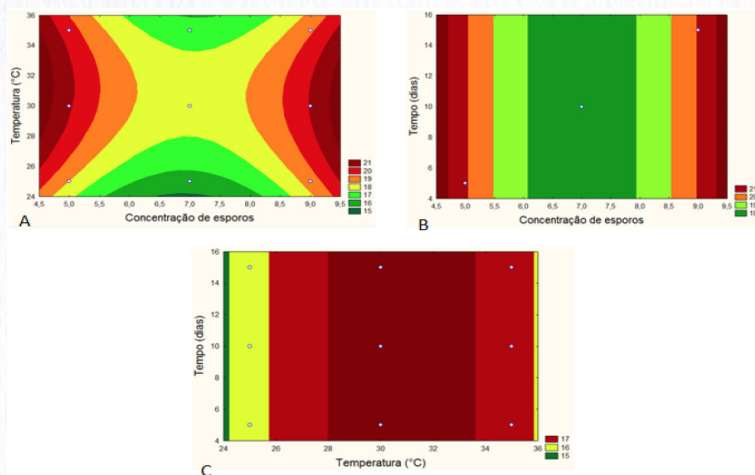 36
34
32
30
28
26
24
Temperatura (°C)
4,5 5,0 5,5 6,0 6,5 7,0 7,5 8,0 8,5 9,0 9,5
Concentração de esporos
21
20
19
18
17
16
15
A
16
14
12
10
8
6
4
Tempo (dias)
4,5 5,0 5,5 6,0 6,5 7,0 7,5 8,0 8,5 9,0 9,5
Concentração de esporos
21
20
19
18
B
16
14
12
10
8
6
4
Tempo (dias)
24 26 28 30 32 34 36
Temperatura (°C)
17
16
15
C